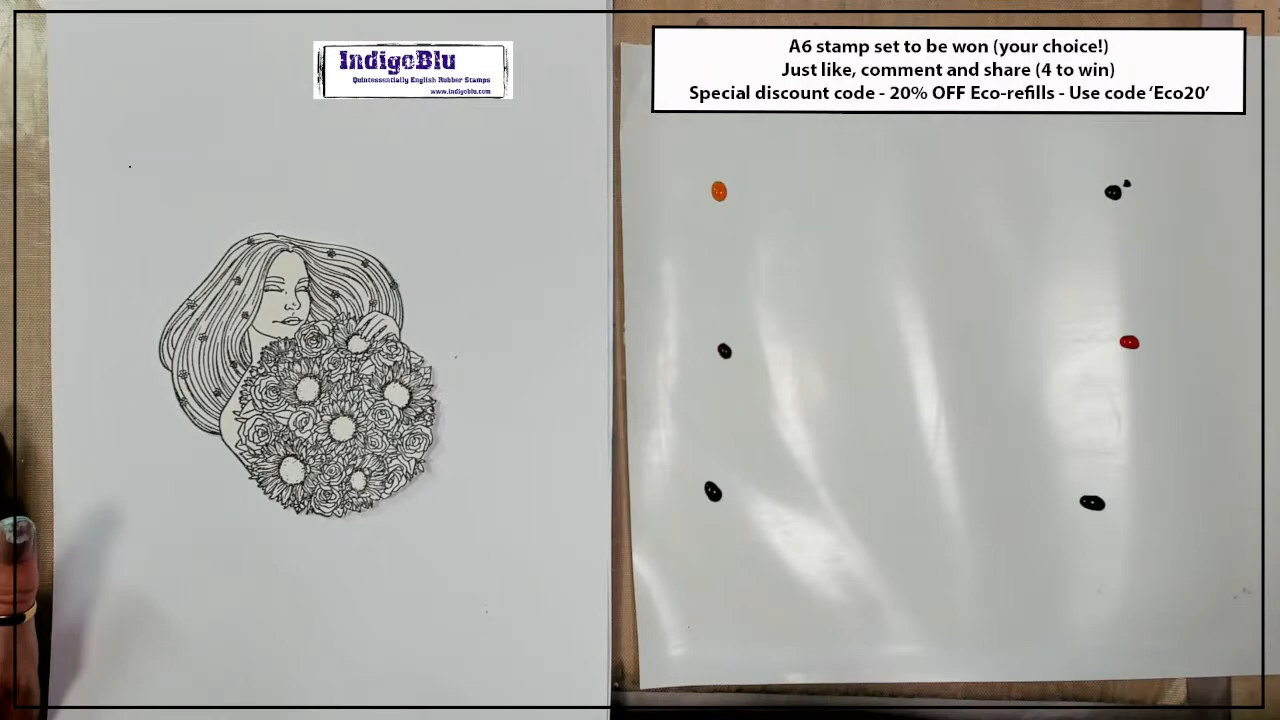 IndigoBlu
Quintessentially English Rubber Stamps
www.indigoblu.com
A6 stamp set to be won (your choice!)
Just like, comment and share (4 to win)
Special discount code - 20% OFF Eco-refills - Use code ‘Eco20’